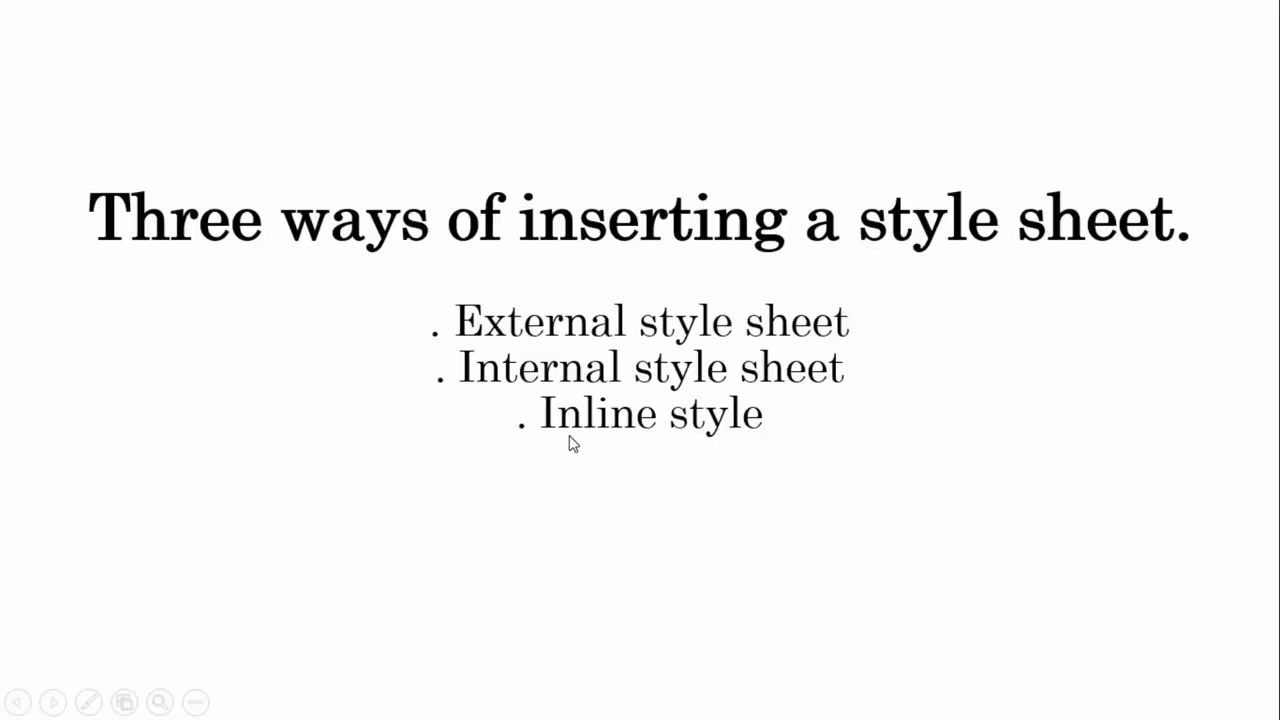 Three ways of inserting a style sheet.
. External style sheet
. Internal style sheet
. Inline style